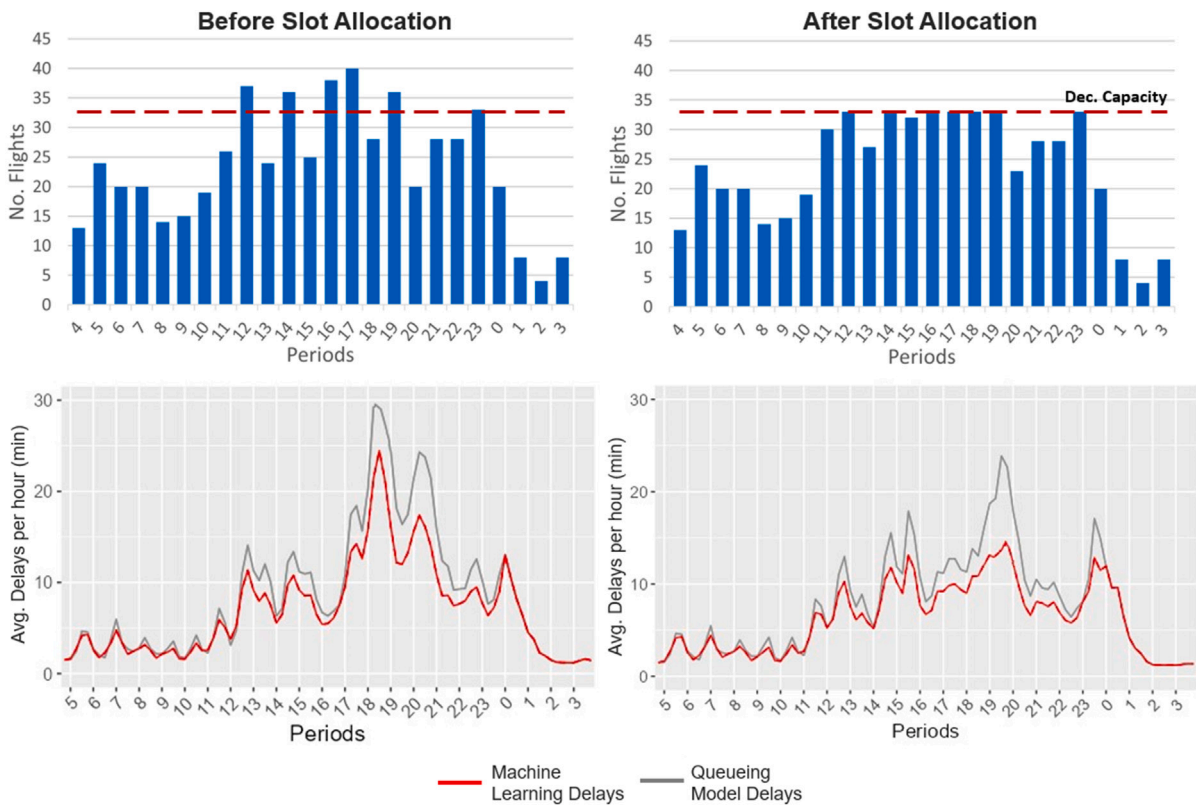 Before Slot Allocation
45
40
35
30
25
20
15
10
5
0
No. Flights
4 5 6 7 8 9 10 11 12 13 14 15 16 17 18 19 20 21 22 23 0 1 2 3
Periods
After Slot Allocation
45
40
35
30
25
20
15
10
5
0
No. Flights
Dec. Capacity
4 5 6 7 8 9 10 11 12 13 14 15 16 17 18 19 20 21 22 23 0 1 2 3
Periods
30
20
10
0
Avg. Delays per hour (min)
5 6 7 8 9 10 11 12 13 14 15 16 17 18 19 20 21 22 23 0 1 2 3
Periods
30
20
10
0
Avg. Delays per hour (min)
5 6 7 8 9 10 11 12 13 14 15 16 17 18 19 20 21 22 23 0 1 2 3
Periods
Machine
Learning Delays
Queueing
Model Delays